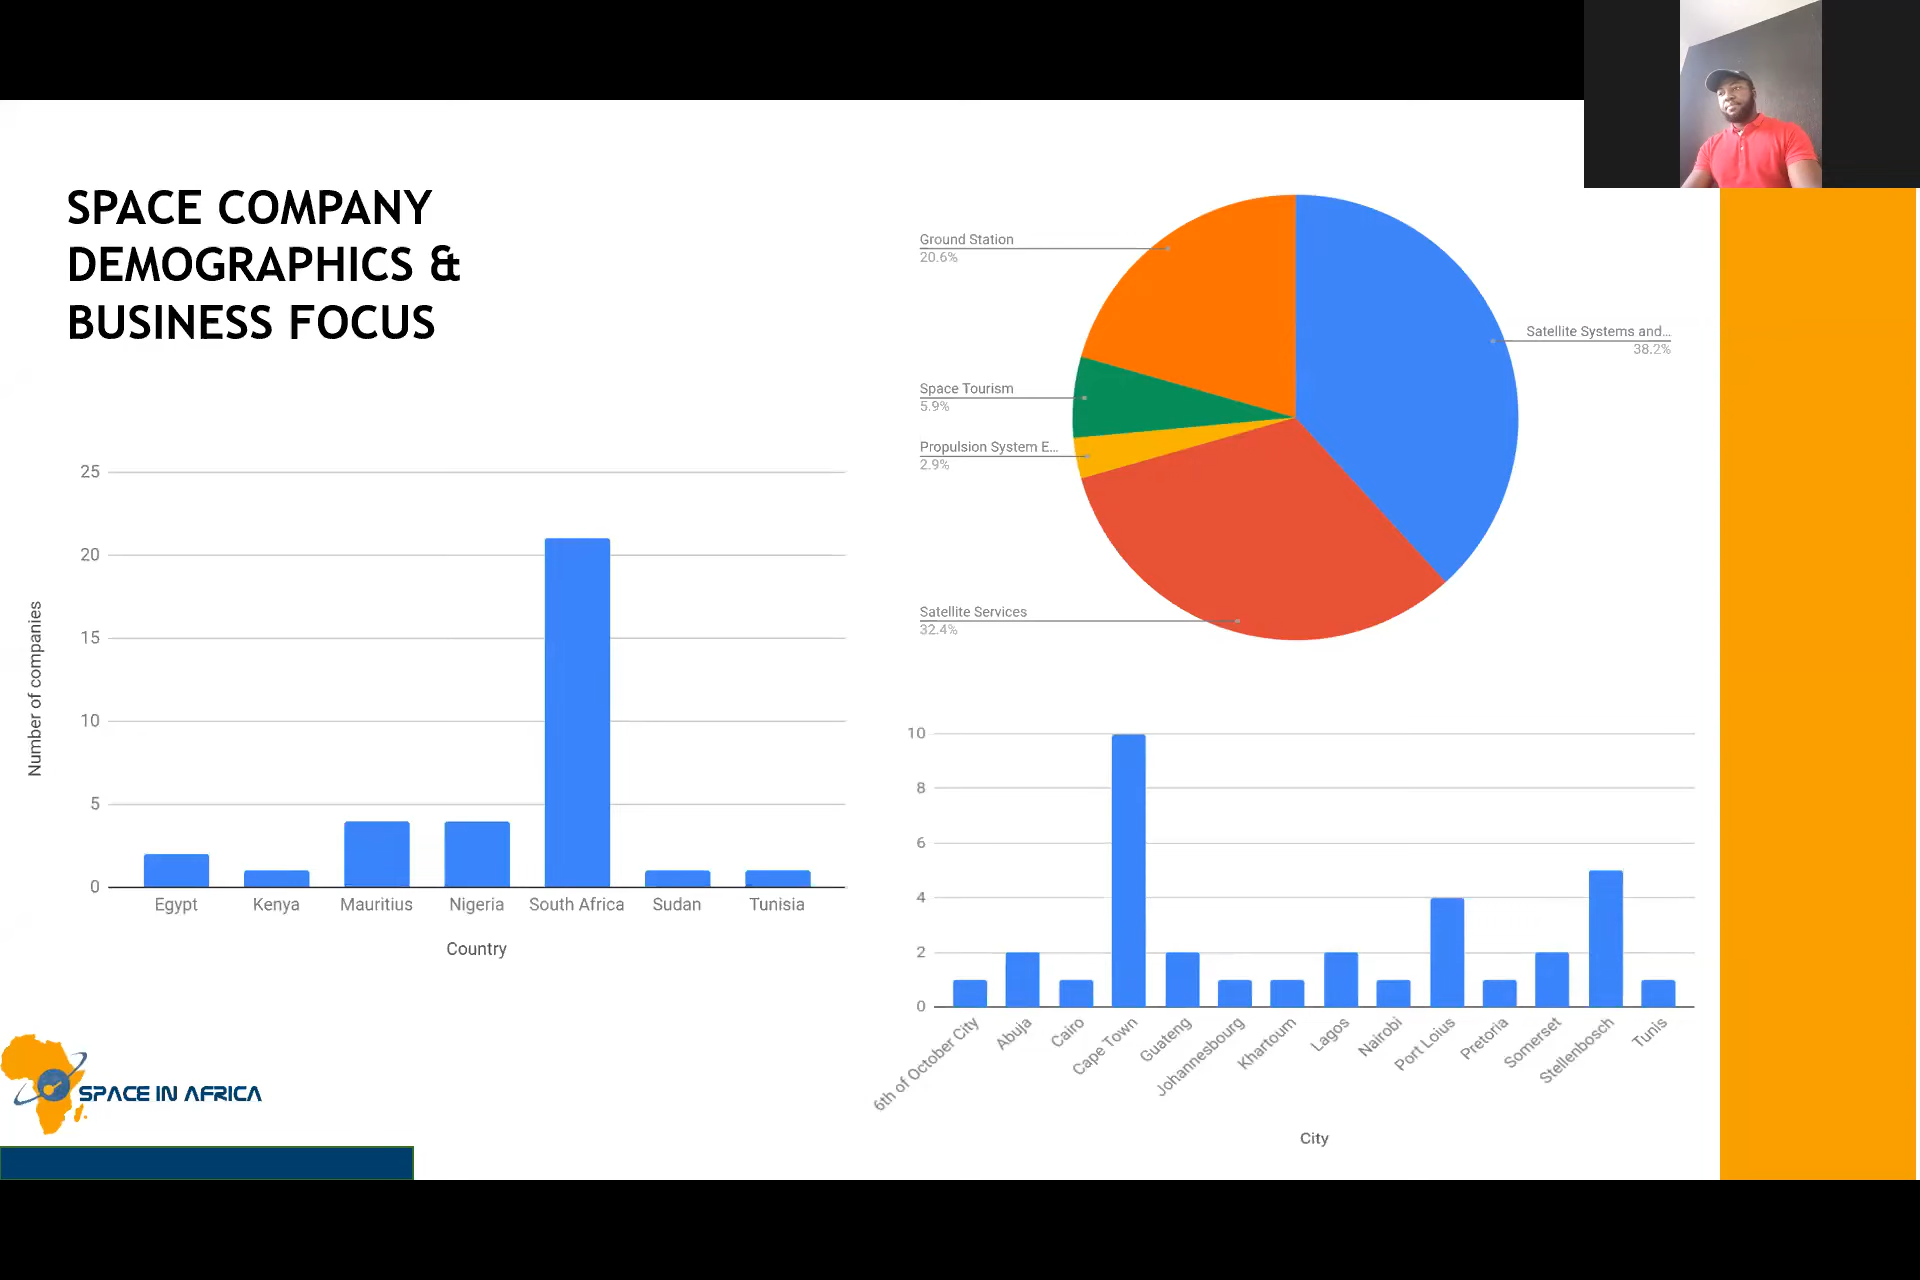 SPACE COMPANY
DEMOGRAPHICS &
BUSINESS FOCUS
Ground Station
20.6%
Satellite Systems and...
38.2%
Space Tourism
5.9%
Propulsion System E...
2.9%
Satellite Services
32.4%
25
20
15
10
5
0
Number of companies
Egypt Kenya Mauritius Nigeria South Africa Sudan Tunisia
Country
10
8
6
4
2
0
6th of October City Abuja Cairo Cape Town Guateng Johannesbourg Khartoum Lagos Nairobi Port Loius Pretoria Somerset Stellenbosch Tunis
City
SPACE IN AFRICA